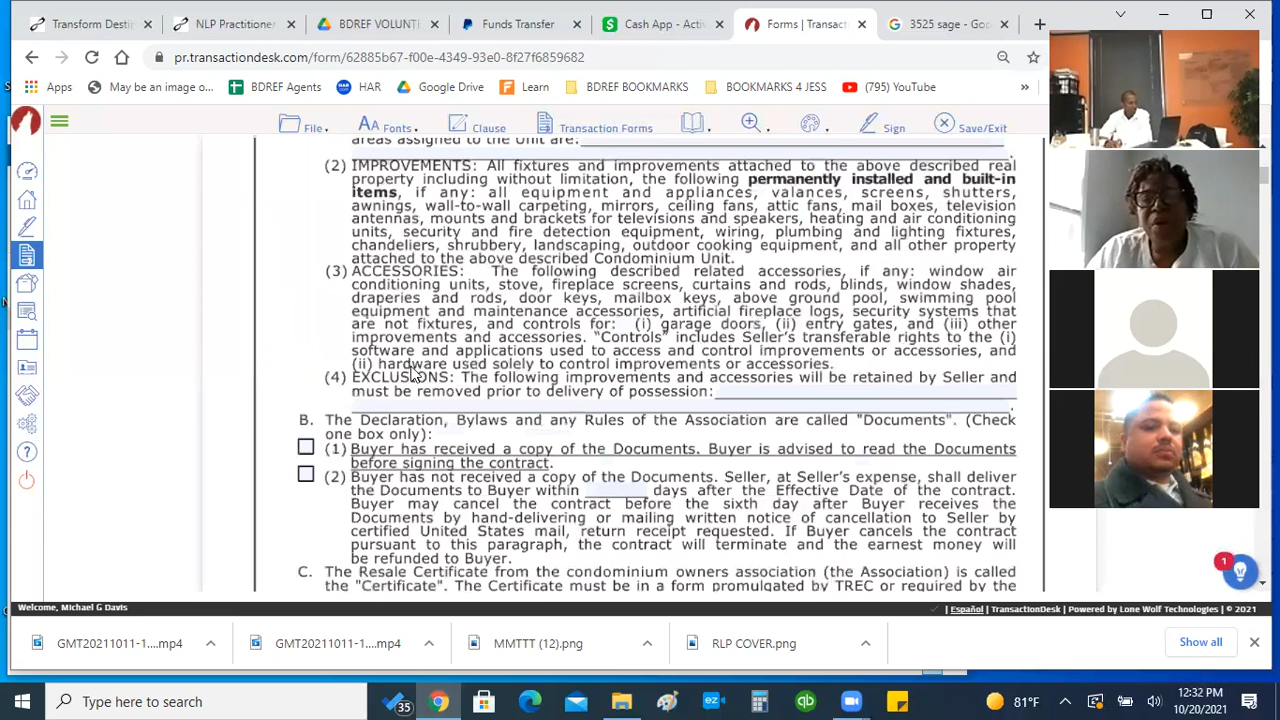 Transform Desti
NLP Practitione
BDREF VOLUNT
Funds Transfer
Cash App - Activ
Forms | Transac
3525 sage - Goo
pr.transactiondesk.com/form/62885b67-f00e-4349-93e0-8f27f6859682
Apps
May be an image o...
BDREF Agents
HAR
Google Drive
Learn
BDREF BOOKMARKS
BOOKMARKS 4 JESS
(795) YouTube
»
File
Fonts
Clause
Transaction Forms
Sign
Save/Exit
areas assigned to the Unit are:
(2) IMPROVEMENTS: All fixtures and improvements attached to the above described real
property including without limitation, the following permanently installed and built-in
items, if any: all equipment and appliances, valances, screens, shutters,
awnings, wall-to-wall carpeting, mirrors, ceiling fans, attic fans, mail boxes, television
antennas, mounts and brackets for televisions and speakers, heating and air conditioning
units, security and fire detection equipment, wiring, plumbing and lighting fixtures,
chandeliers, shrubbery, landscaping, outdoor cooking equipment, and all other property
attached to the above described Condominium Unit.
(3) ACCESSORIES: The following described related accessories, if any: window air
conditioning units, stove, fireplace screens, curtains and rods, blinds, window shades,
draperies and rods, door keys, mailbox keys, above ground pool, swimming pool
equipment and maintenance accessories, artificial fireplace logs, security systems that
are not fixtures, and controls for: (i) garage doors, (ii) entry gates, and (iii) other
improvements and accessories. “Controls” includes Seller’s transferable rights to the (i)
software and applications used to access and control improvements or accessories, and
(ii) hardware used solely to control improvements or accessories.
(4) EXCLUSIONS: The following improvements and accessories will be retained by Seller and
must be removed prior to delivery of possession:
B. The Declaration, Bylaws and any Rules of the Association are called "Documents". (Check
one box only):
(1) Buyer has received a copy of the Documents. Buyer is advised to read the Documents
before signing the contract.
(2) Buyer has not received a copy of the Documents. Seller, at Seller's expense, shall deliver
the Documents to Buyer within days after the Effective Date of the contract.
Buyer may cancel the contract before the sixth day after Buyer receives the
Documents by hand-delivering or mailing written notice of cancellation to Seller by
certified United States mail, return receipt requested. If Buyer cancels the contract
pursuant to this paragraph, the contract will terminate and the earnest money will
be refunded to Buyer.
C. The Resale Certificate from the condominium owners association (the Association) is called
the "Certificate". The Certificate must be in a form promulgated by TREC or required by the
1
Welcome, Michael G Davis
Español | TransactionDesk | Powered by Lone Wolf Technologies | © 2021
GMT20211011-1....mp4
GMT20211011-1....mp4
MMTTT (12).png
RLP COVER.png
Show all
Type here to search
35
ez
qb
81°F
12:32 PM
10/20/2021